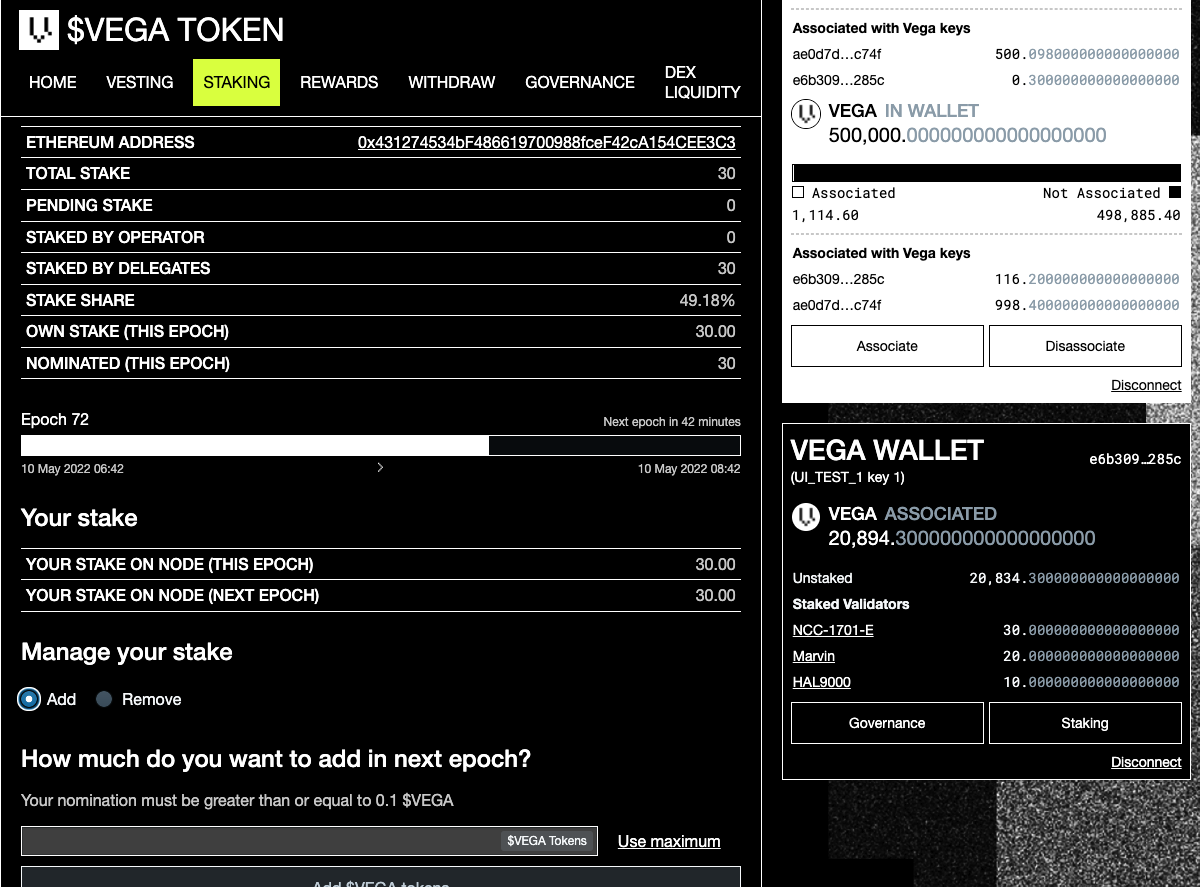 $VEGA TOKEN
HOME VESTING STAKING REWARDS WITHDRAW GOVERNANCE DEX LIQUIDITY
ETHEREUM ADDRESS 0x431274534bF486619700988fceF42cA154CEE3C3
TOTAL STAKE 30
PENDING STAKE 0
STAKED BY OPERATOR 0
STAKED BY DELEGATES 30
STAKE SHARE 49.18%
OWN STAKE (THIS EPOCH) 30.00
NOMINATED (THIS EPOCH) 30
Epoch 72 Next epoch in 42 minutes
10 May 2022 06:42 10 May 2022 08:42
Your stake
YOUR STAKE ON NODE (THIS EPOCH) 30.00
YOUR STAKE ON NODE (NEXT EPOCH) 30.00
Manage your stake
Add Remove
How much do you want to add in next epoch?
Your nomination must be greater than or equal to 0.1 $VEGA
$VEGA Tokens Use maximum
Add $VEGA tokens
Associated with Vega keys
ae0d7d…c74f 500.098000000000000000
e6b309…285c 0.300000000000000000
VEGA IN WALLET
500,000.000000000000000000
Associated Not Associated
1,114.60 498,885.40
Associated with Vega keys
e6b309…285c 116.200000000000000000
ae0d7d…c74f 998.400000000000000000
Associate Disassociate
Disconnect
VEGA WALLET e6b309…285c
(UI_TEST_1 key 1)
VEGA ASSOCIATED
20,894.300000000000000000
Unstaked 20,834.300000000000000000
Staked Validators
NCC-1701-E 30.000000000000000000
Marvin 20.000000000000000000
HAL9000 10.000000000000000000
Governance Staking
Disconnect